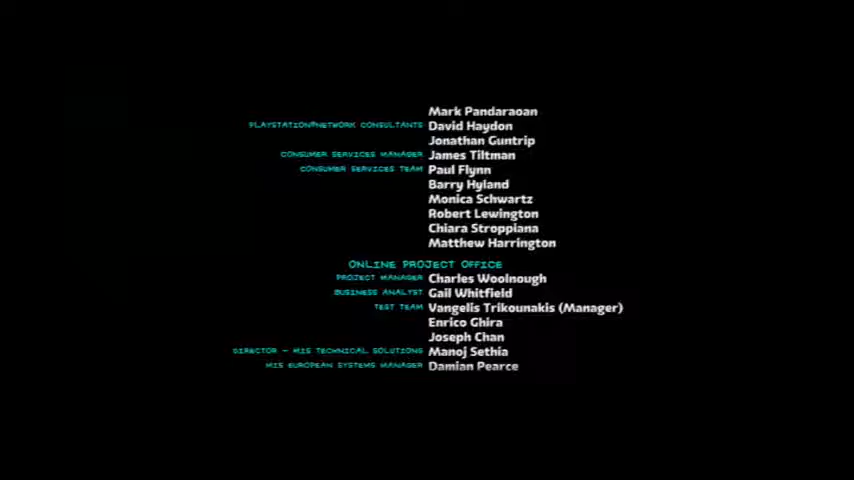 Mark Pandaraoan
PLAYSTATION®NETWORK CONSULTANTS David Haydon
Jonathan Guntrip
CONSUMER SERVICES MANAGER James Tiltman
CONSUMER SERVICES TEAM Paul Flynn
Barry Hyland
Monica Schwartz
Robert Lewington
Chiara Stroppiana
Matthew Harrington
ONLINE PROJECT OFFICE
PROJECT MANAGER Charles Woolnough
BUSINESS ANALYST Gail Whitfield
TEST TEAM Vangelis Trikounakis (Manager)
Enrico Ghira
Joseph Chan
DIRECTOR - MIS TECHNICAL SOLUTIONS Manoj Sethia
MIS EUROPEAN SYSTEMS MANAGER Damian Pearce